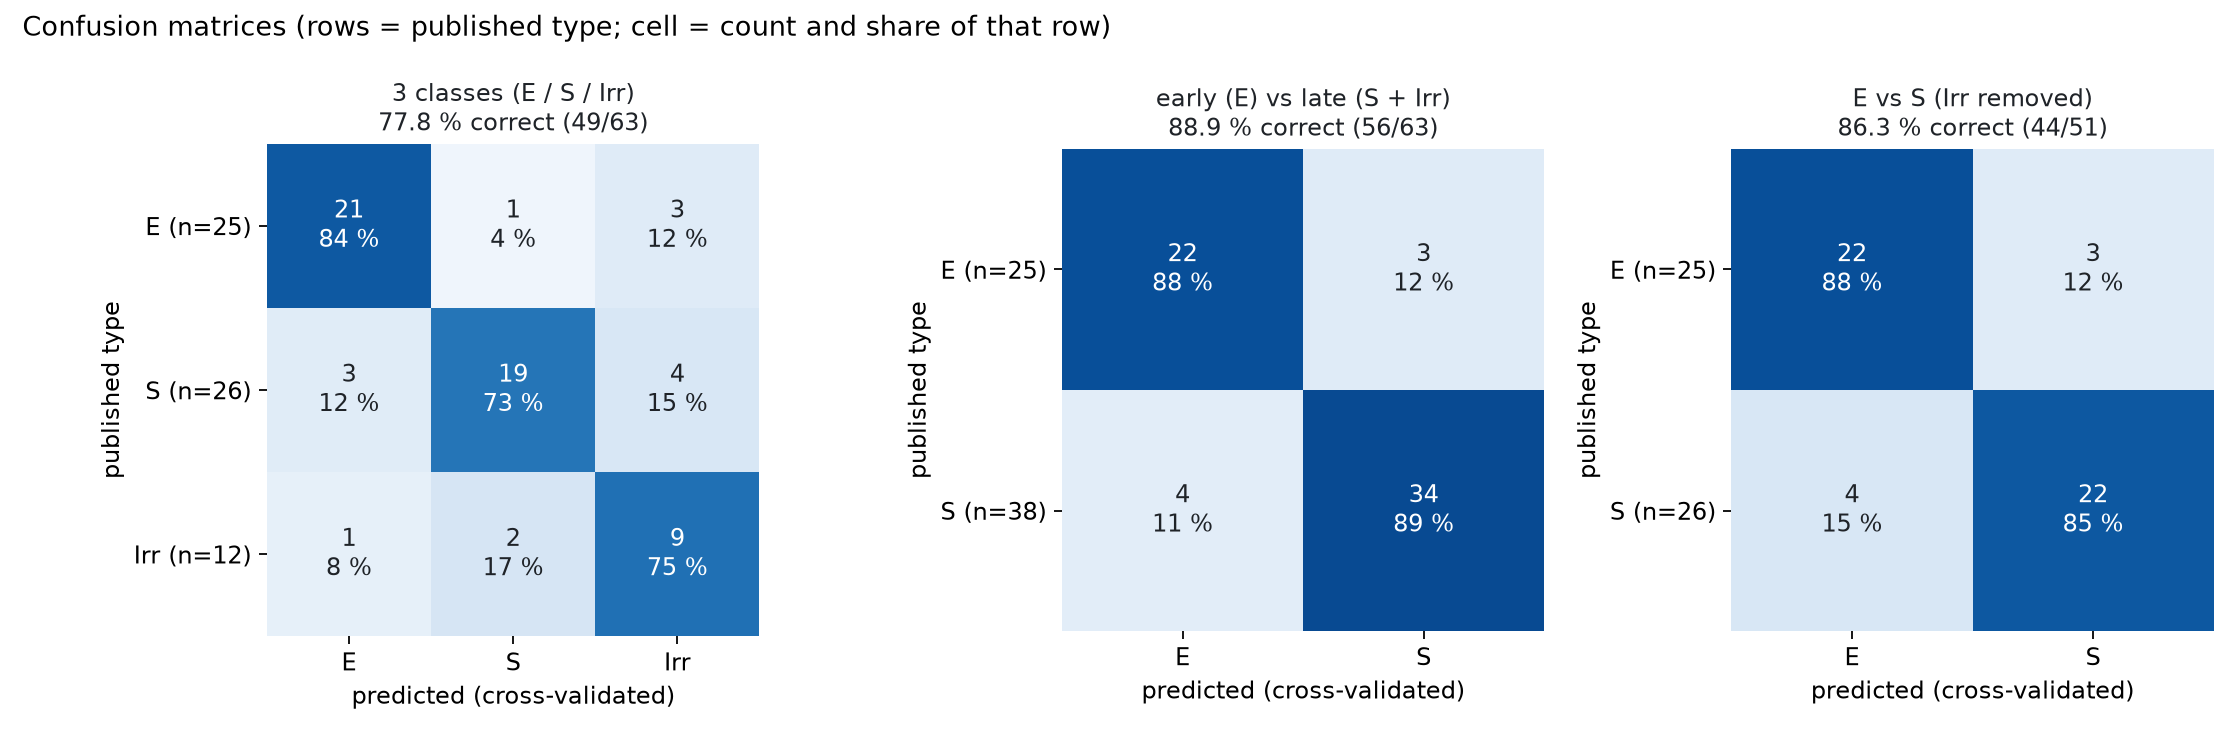 Confusion matrices (rows = published type; cell = count and share of that row)
3 classes (E / S / Irr)
77.8 % correct (49/63)
published type
E (n=25)
21
84 %
1
4 %
3
12 %
S (n=26)
3
12 %
19
73 %
4
15 %
Irr (n=12)
1
8 %
2
17 %
9
75 %
E
S
Irr
predicted (cross-validated)
early (E) vs late (S + Irr)
88.9 % correct (56/63)
published type
E (n=25)
22
88 %
3
12 %
S (n=38)
4
11 %
34
89 %
E
S
predicted (cross-validated)
E vs S (Irr removed)
86.3 % correct (44/51)
published type
E (n=25)
22
88 %
3
12 %
S (n=26)
4
15 %
22
85 %
E
S
predicted (cross-validated)